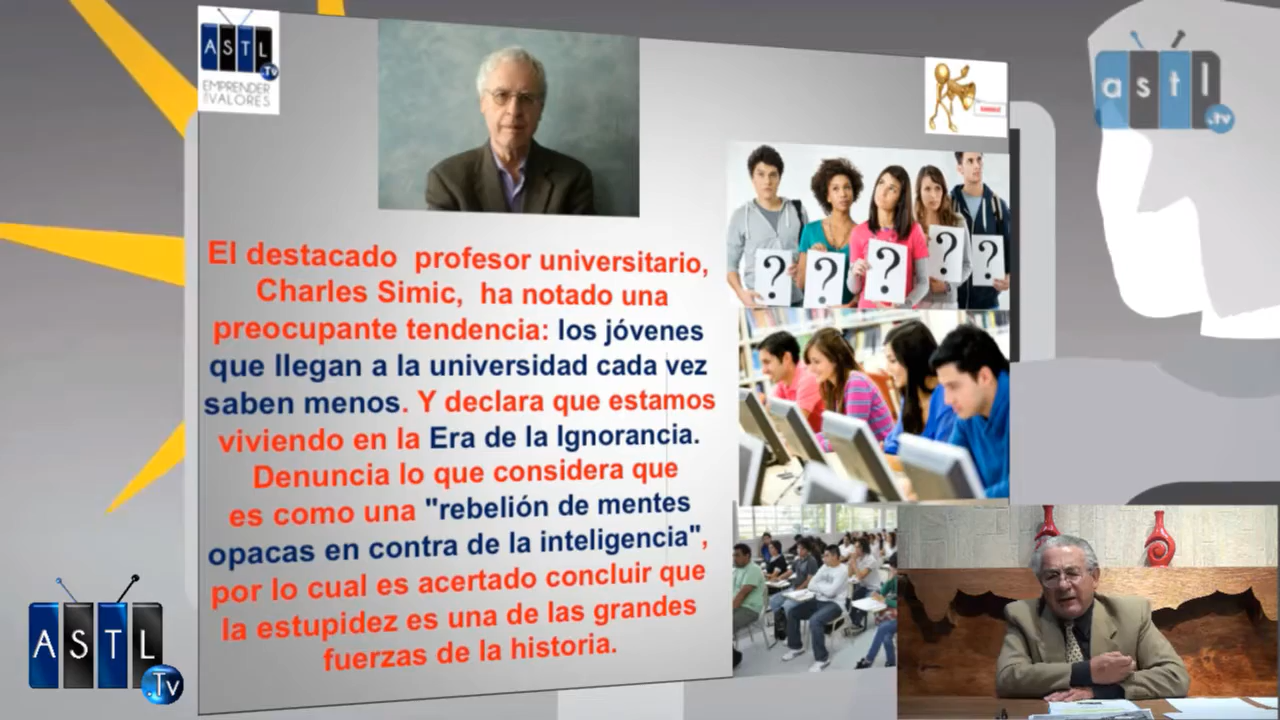 ASTL
.Tv
EMPRENDER
CON VALORES
astl
.tv
El destacado profesor universitario,
Charles Simic, ha notado una
preocupante tendencia: los jóvenes
que llegan a la universidad cada vez
saben menos. Y declara que estamos
viviendo en la Era de la Ignorancia.
Denuncia lo que considera que
es como una "rebelión de mentes
opacas en contra de la inteligencia",
por lo cual es acertado concluir que
la estupidez es una de las grandes
fuerzas de la historia.
? ? ? ? ?
ASTL
.Tv